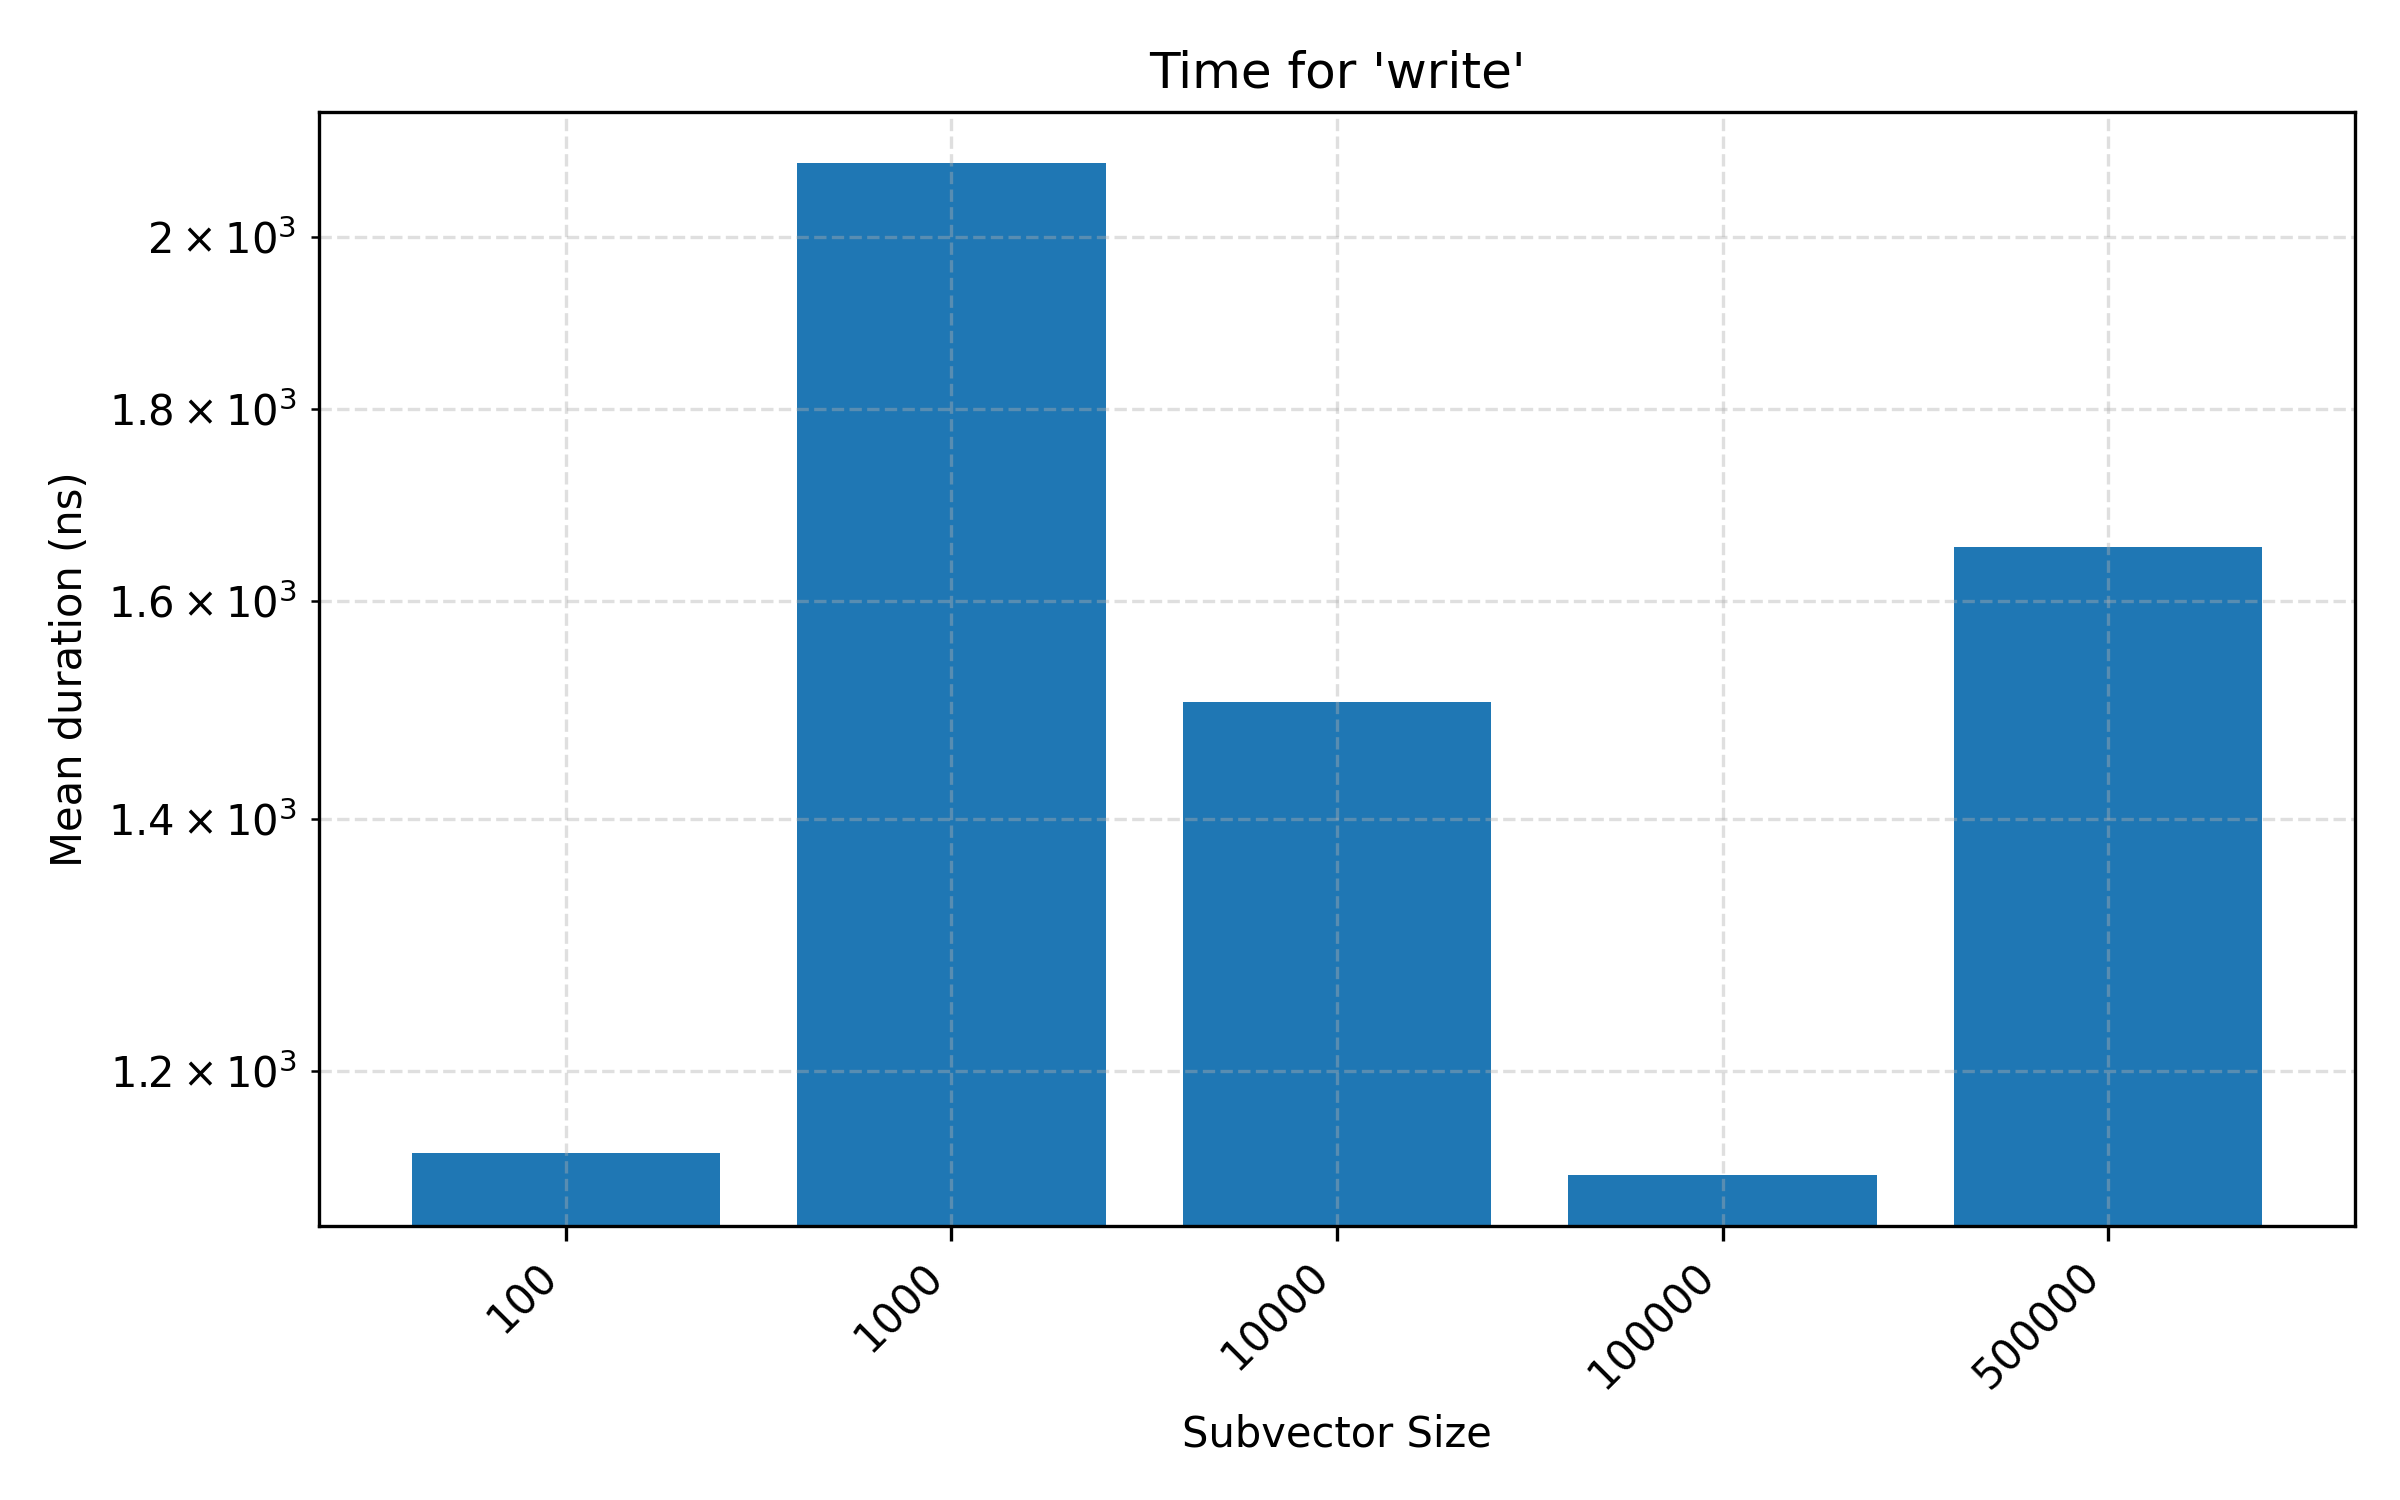 Time for 'write'
Mean duration (ns)
2 × 10³
1.8 × 10³
1.6 × 10³
1.4 × 10³
1.2 × 10³
100
1000
10000
100000
500000
Subvector Size